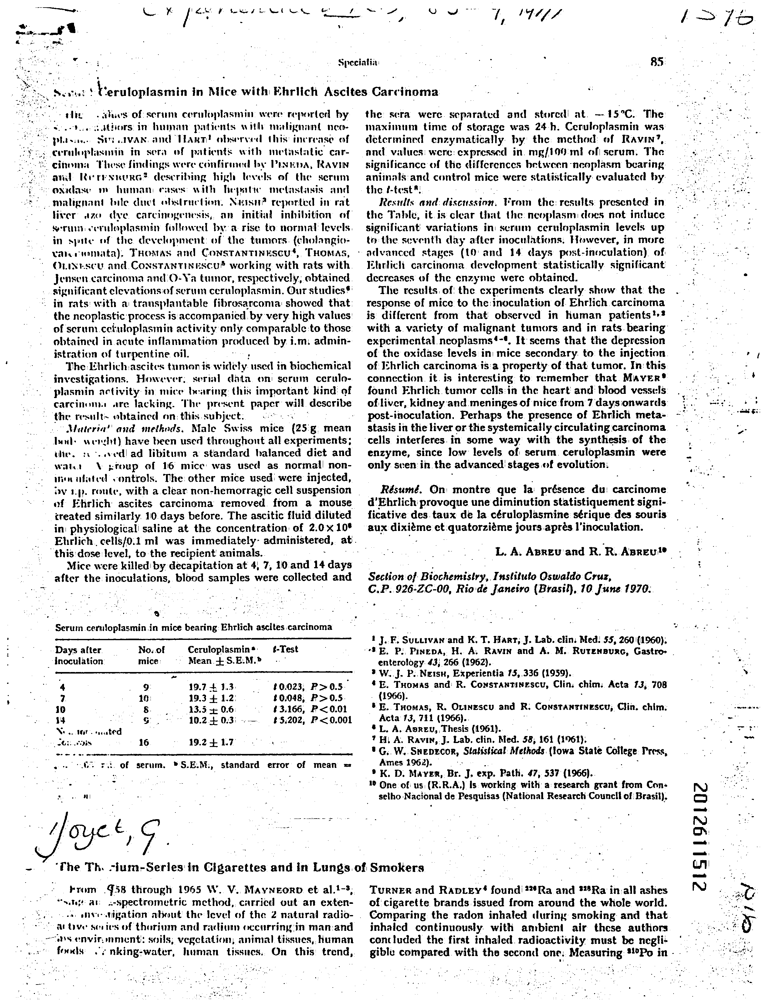 1376
Specialia
85
Ceruloplasmin in Mice with Ehrlich Ascites Carcinoma
of serum ceruloplasmin were reported by
in human patients with malignant neo-
and HART¹ observed this increase of
ceruloplasmin in sera of patients with metastatic car-
cinoma. These findings were confirmed by PINEDA, RAVIN
and RUTENBURG² describing high levels of the serum
oxidase in human cases with hepatic metastasis and
malignant bile duct obstruction. NEISH³ reported in rat
liver azo dye carcinogenesis, an initial inhibition of
serum ceruloplasmin followed by a rise to normal levels
in spite of the development of the tumors (cholangio-
carcinomata). THOMAS and CONSTANTINESCU⁴, THOMAS,
OLINESCU and CONSTANTINESCU⁵ working with rats with
Jensen carcinoma and O-Ya tumor, respectively, obtained
significant elevations of serum ceruloplasmin. Our studies⁶
in rats with a transplantable fibrosarcoma showed that
the neoplastic process is accompanied by very high values
of serum ceruloplasmin activity only comparable to those
obtained in acute inflammation produced by i.m. admin-
istration of turpentine oil.
The Ehrlich ascites tumor is widely used in biochemical
investigations. However, serial data on serum cerulo-
plasmin activity in mice bearing this important kind of
carcinoma are lacking. The present paper will describe
the results obtained on this subject.
Material and methods. Male Swiss mice (25 g mean
body weight) have been used throughout all experiments;
ad libitum a standard balanced diet and
water. A group of 16 mice was used as normal non-
inoculated controls. The other mice used were injected,
by i.p. route, with a clear non-hemorragic cell suspension
of Ehrlich ascites carcinoma removed from a mouse
treated similarly 10 days before. The ascitic fluid diluted
in physiological saline at the concentration of 2.0 × 10⁶
Ehrlich cells/0.1 ml was immediately administered, at
this dose level, to the recipient animals.
Mice were killed by decapitation at 4, 7, 10 and 14 days
after the inoculations, blood samples were collected and
the sera were separated and stored at −15°C. The
maximum time of storage was 24 h. Ceruloplasmin was
determined enzymatically by the method of RAVIN⁷,
and values were expressed in mg/100 ml of serum. The
significance of the differences between neoplasm bearing
animals and control mice were statistically evaluated by
the t-test⁸.
Results and discussion. From the results presented in
the Table, it is clear that the neoplasm does not induce
significant variations in serum ceruloplasmin levels up
to the seventh day after inoculations. However, in more
advanced stages (10 and 14 days post-inoculation) of
Ehrlich carcinoma development statistically significant
decreases of the enzyme were obtained.
The results of the experiments clearly show that the
response of mice to the inoculation of Ehrlich carcinoma
is different from that observed in human patients¹,²
with a variety of malignant tumors and in rats bearing
experimental neoplasms⁴⁻⁶. It seems that the depression
of the oxidase levels in mice secondary to the injection
of Ehrlich carcinoma is a property of that tumor. In this
connection it is interesting to remember that MAYER⁹
found Ehrlich tumor cells in the heart and blood vessels
of liver, kidney and meninges of mice from 7 days onwards
post-inoculation. Perhaps the presence of Ehrlich meta-
stasis in the liver or the systemically circulating carcinoma
cells interferes in some way with the synthesis of the
enzyme, since low levels of serum ceruloplasmin were
only seen in the advanced stages of evolution.
Résumé. On montre que la présence du carcinome
d'Ehrlich provoque une diminution statistiquement signi-
ficative des taux de la céruloplasmine sérique des souris
aux dixième et quatorzième jours après l'inoculation.
L. A. ABREU and R. R. ABREU¹⁰
Section of Biochemistry, Instituto Oswaldo Cruz,
C.P. 926-ZC-00, Rio de Janeiro (Brasil), 10 June 1970.
Serum ceruloplasmin in mice bearing Ehrlich ascites carcinoma
Days after No. of Ceruloplasmin ᵃ t-Test
inoculation mice Mean ± S.E.M. ᵇ
4 9 19.7 ± 1.3 t 0.023, P > 0.5
7 10 19.3 ± 1.2 t 0.048, P > 0.5
10 8 13.5 ± 0.6 t 3.166, P < 0.01
14 9 10.2 ± 0.3 t 5.202, P < 0.001
16 19.2 ± 1.7
of serum. ᵇ S.E.M., standard error of mean =
¹ J. F. SULLIVAN and K. T. HART, J. Lab. clin. Med. 55, 260 (1960).
² E. P. PINEDA, H. A. RAVIN and A. M. RUTENBURG, Gastro-
enterology 43, 266 (1962).
³ W. J. P. NEISH, Experientia 15, 336 (1959).
⁴ E. THOMAS and R. CONSTANTINESCU, Clin. chim. Acta 13, 708
(1966).
⁵ E. THOMAS, R. OLINESCU and R. CONSTANTINESCU, Clin. chim.
Acta 13, 711 (1966).
⁶ L. A. ABREU, Thesis (1961).
⁷ H. A. RAVIN, J. Lab. clin. Med. 58, 161 (1961).
⁸ G. W. SNEDECOR, Statistical Methods (Iowa State College Press,
Ames 1962).
⁹ K. D. MAYER, Br. J. exp. Path. 47, 537 (1966).
¹⁰ One of us (R.R.A.) is working with a research grant from Con-
selho Nacional de Pesquisas (National Research Council of Brasil).
2012611512
Joyet, G.
The Thorium-Series in Cigarettes and in Lungs of Smokers
From 1958 through 1965 W. V. MAYNEORD et al.¹⁻³,
-spectrometric method, carried out an exten-
investigation about the level of the 2 natural radio-
active series of thorium and radium occurring in man and
his environment: soils, vegetation, animal tissues, human
foods, drinking-water, human tissues. On this trend,
TURNER and RADLEY⁴ found ²²⁸Ra and ²²⁶Ra in all ashes
of cigarette brands issued from around the whole world.
Comparing the radon inhaled during smoking and that
inhaled continuously with ambient air these authors
concluded the first inhaled radioactivity must be negli-
gible compared with the second one. Measuring ²¹⁰Po in